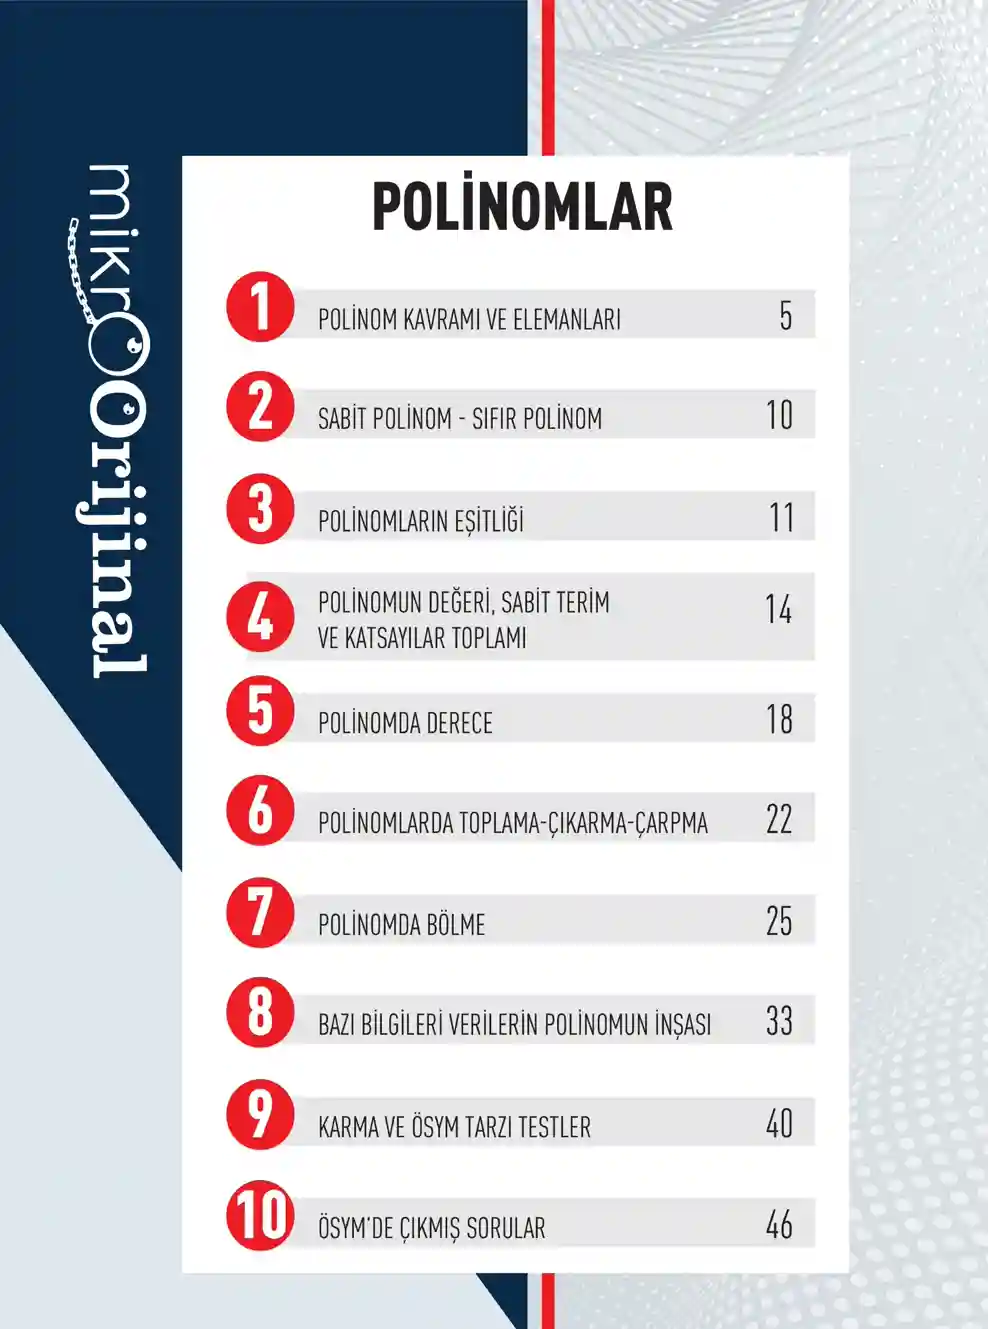 mikroOrijinal
POLİNOMLAR
1 POLİNOM KAVRAMI VE ELEMANLARI 5
2 SABİT POLİNOM - SIFIR POLİNOM 10
3 POLİNOMLARIN EŞİTLİĞİ 11
4 POLİNOMUN DEĞERİ, SABİT TERİM 14
VE KATSAYILAR TOPLAMI
5 POLİNOMDA DERECE 18
6 POLİNOMLARDA TOPLAMA-ÇIKARMA-ÇARPMA 22
7 POLİNOMDA BÖLME 25
8 BAZI BİLGİLERİ VERİLERİN POLİNOMUN İNŞASI 33
9 KARMA VE ÖSYM TARZI TESTLER 40
10 ÖSYM'DE ÇIKMIŞ SORULAR 46